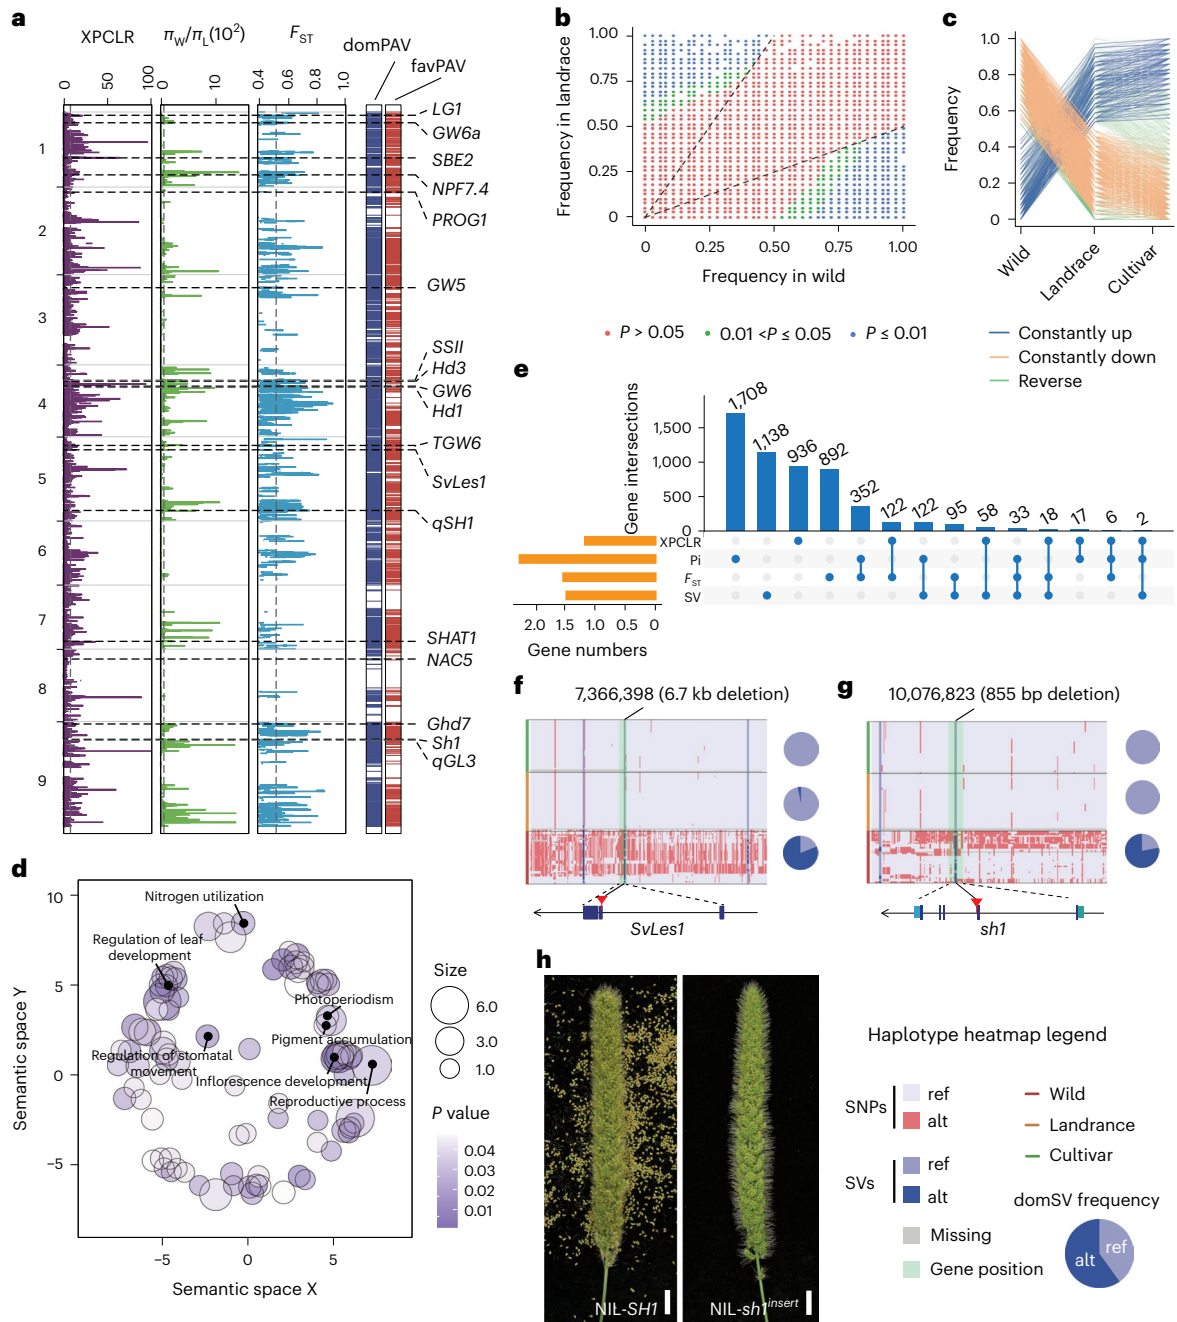 a
XPCLR
πW/πL(10²)
FST
domPAV
favPAV
0 50 100
0 10
0.4 0.6 0.8 1.0
1
2
3
4
5
6
7
8
9
LG1
GW6a
SBE2
NPF7.4
PROG1
GW5
SSII
Hd3
GW6
Hd1
TGW6
SvLes1
qSH1
SHAT1
NAC5
Ghd7
Sh1
qGL3
b
Frequency in landrace
1.00
0.75
0.50
0.25
0
0 0.25 0.50 0.75 1.00
Frequency in wild
P > 0.05
0.01 <P ≤ 0.05
P ≤ 0.01
c
Frequency
1.0
0.8
0.6
0.4
0.2
0
Wild
Landrace
Cultivar
Constantly up
Constantly down
Reverse
e
Gene intersections
1,500
1,000
500
0
1,708
1,138
936
892
352
122
122
95
58
33
18
17
6
2
XPCLR
Pi
FST
SV
2.0 1.5 1.0 0.5 0
Gene numbers
f
7,366,398 (6.7 kb deletion)
SvLes1
g
10,076,823 (855 bp deletion)
sh1
d
Semantic space Y
10
5
0
−5
−5 0 5
Semantic space X
Nitrogen utilization
Regulation of leaf
development
Photoperiodism
Pigment accumulation
Regulation of stomatal
movement
Inflorescence development
Reproductive process
Size
6.0
3.0
1.0
P value
0.04
0.03
0.02
0.01
h
NIL-SH1
NIL-sh1insert
Haplotype heatmap legend
SNPs
ref
alt
SVs
ref
alt
Missing
Gene position
Wild
Landrance
Cultivar
domSV frequency
alt
ref